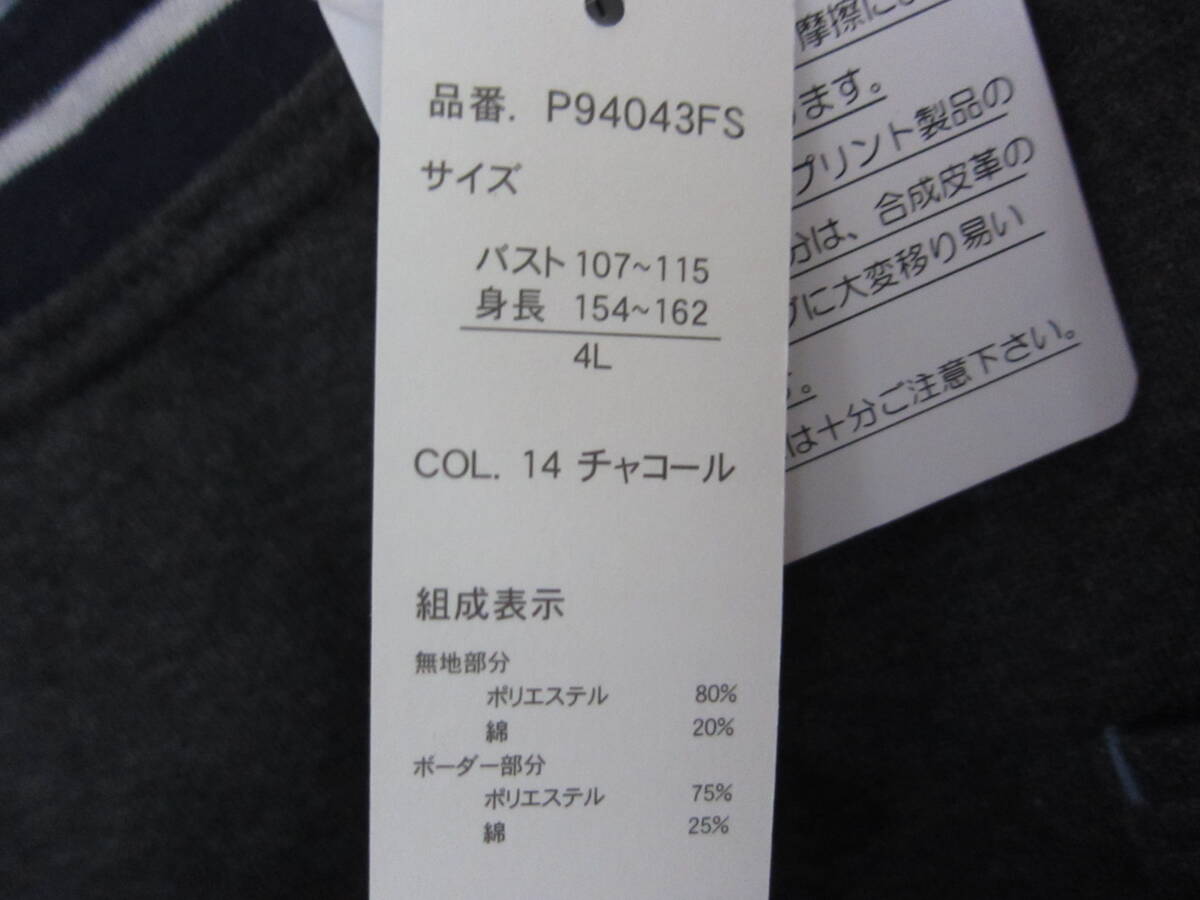 品番. P94043FS
サイズ
バスト 107~115
身長 154~162
4L
COL. 14 チャコール
組成表示
無地部分
ポリエステル 80%
綿 20%
ボーダー部分
ポリエステル 75%
綿 25%
摩擦によ
ます。
プリント製品の
分は、合成皮革の
に大変移り易い
。
は十分ご注意下さい。